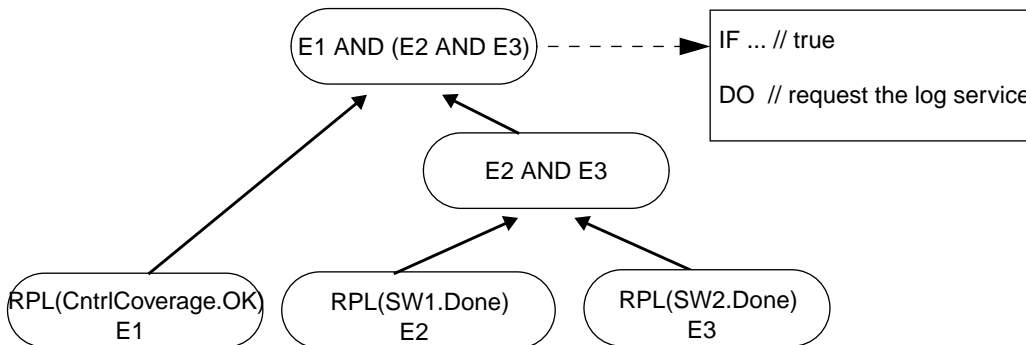 E1 AND (E2 AND E3)
IF ... // true
DO // request the log service
E2 AND E3
RPL(CntrlCoverage.OK)
E1
RPL(SW1.Done)
E2
RPL(SW2.Done)
E3